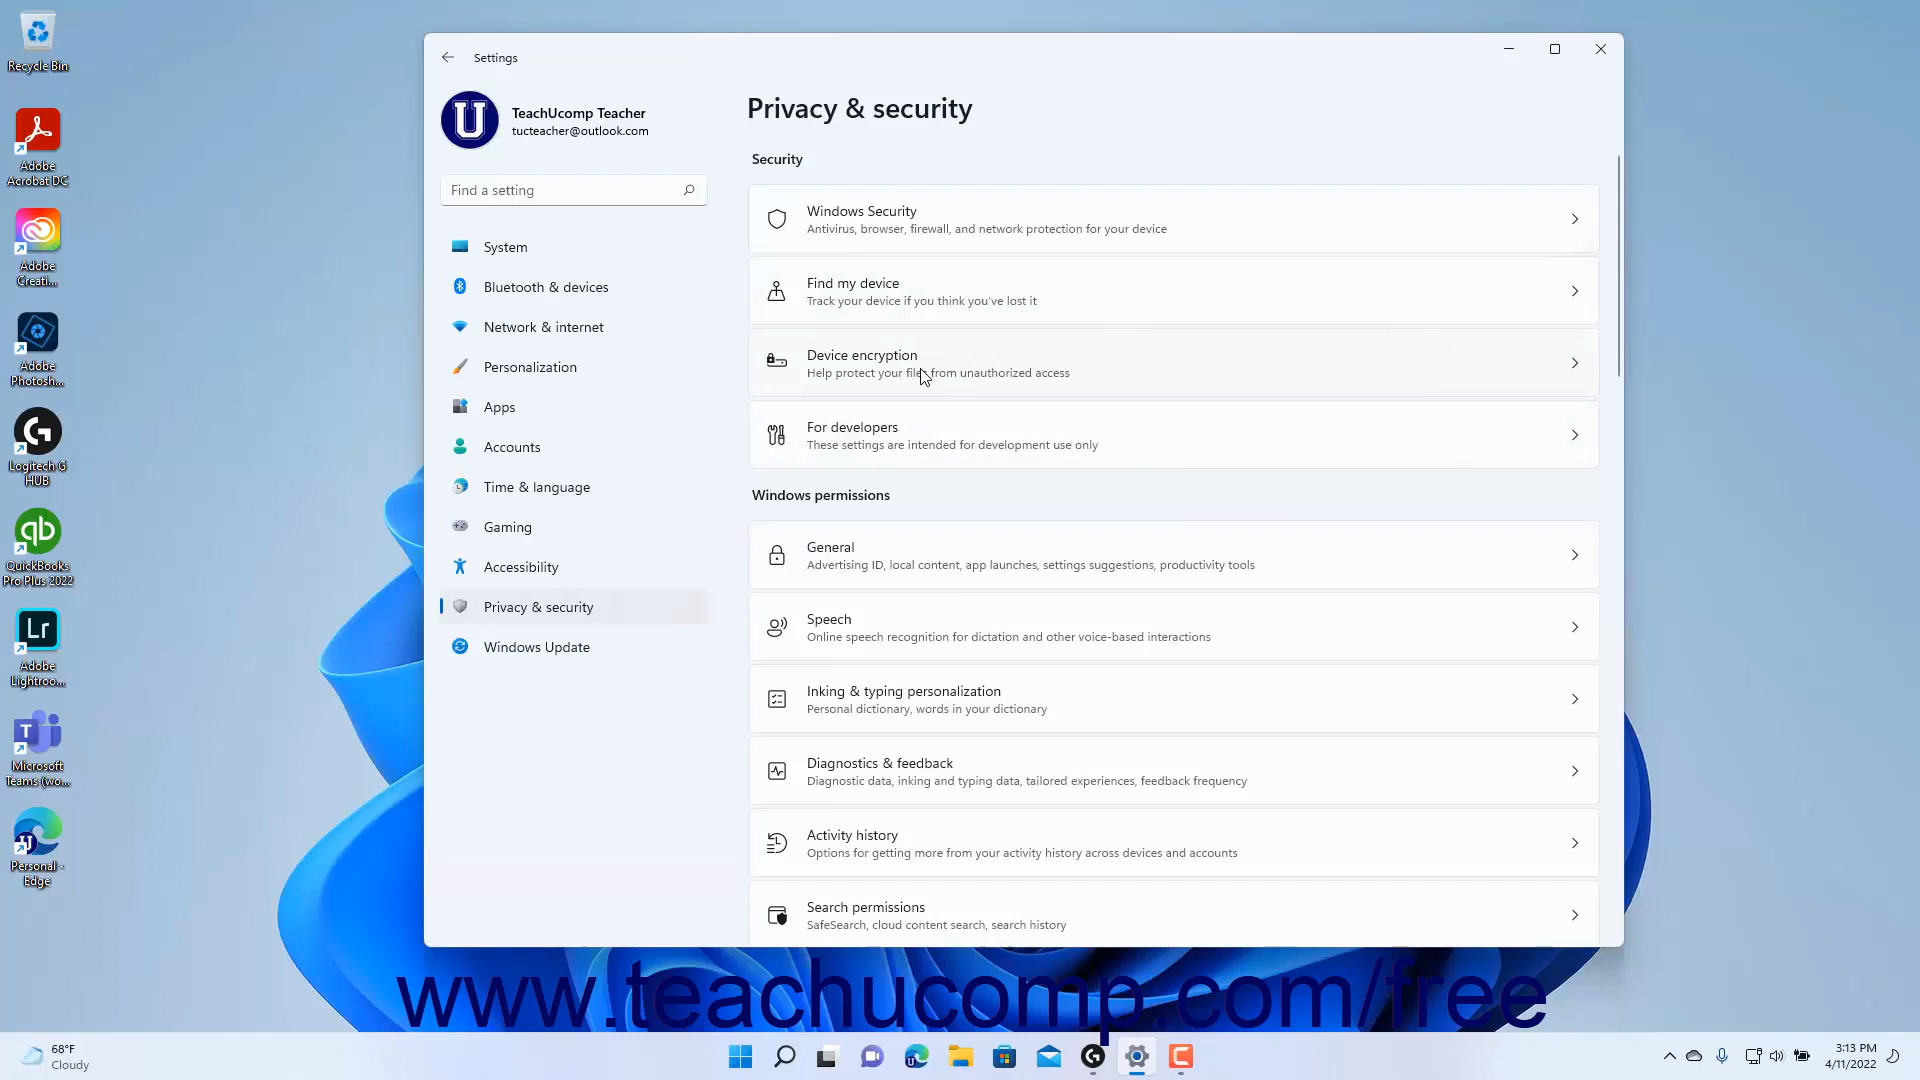 Recycle Bin
Adobe
Acrobat DC
Adobe
Creati...
Adobe
Photosh...
Logitech G
HUB
QuickBooks
Pro Plus 2022
Lr
Adobe
Lightroo...
Microsoft
Teams (wo...
Personal -
Edge
Settings
U
TeachUcomp Teacher
tucteacher@outlook.com
Find a setting
System
Bluetooth & devices
Network & internet
Personalization
Apps
Accounts
Time & language
Gaming
Accessibility
Privacy & security
Windows Update
Privacy & security
Security
Windows Security
Antivirus, browser, firewall, and network protection for your device
Find my device
Track your device if you think you've lost it
Device encryption
Help protect your files from unauthorized access
For developers
These settings are intended for development use only
Windows permissions
General
Advertising ID, local content, app launches, settings suggestions, productivity tools
Speech
Online speech recognition for dictation and other voice-based interactions
Inking & typing personalization
Personal dictionary, words in your dictionary
Diagnostics & feedback
Diagnostic data, inking and typing data, tailored experiences, feedback frequency
Activity history
Options for getting more from your activity history across devices and accounts
Search permissions
SafeSearch, cloud content search, search history
www.teachucomp.com/free
68°F
Cloudy
3:13 PM
4/11/2022